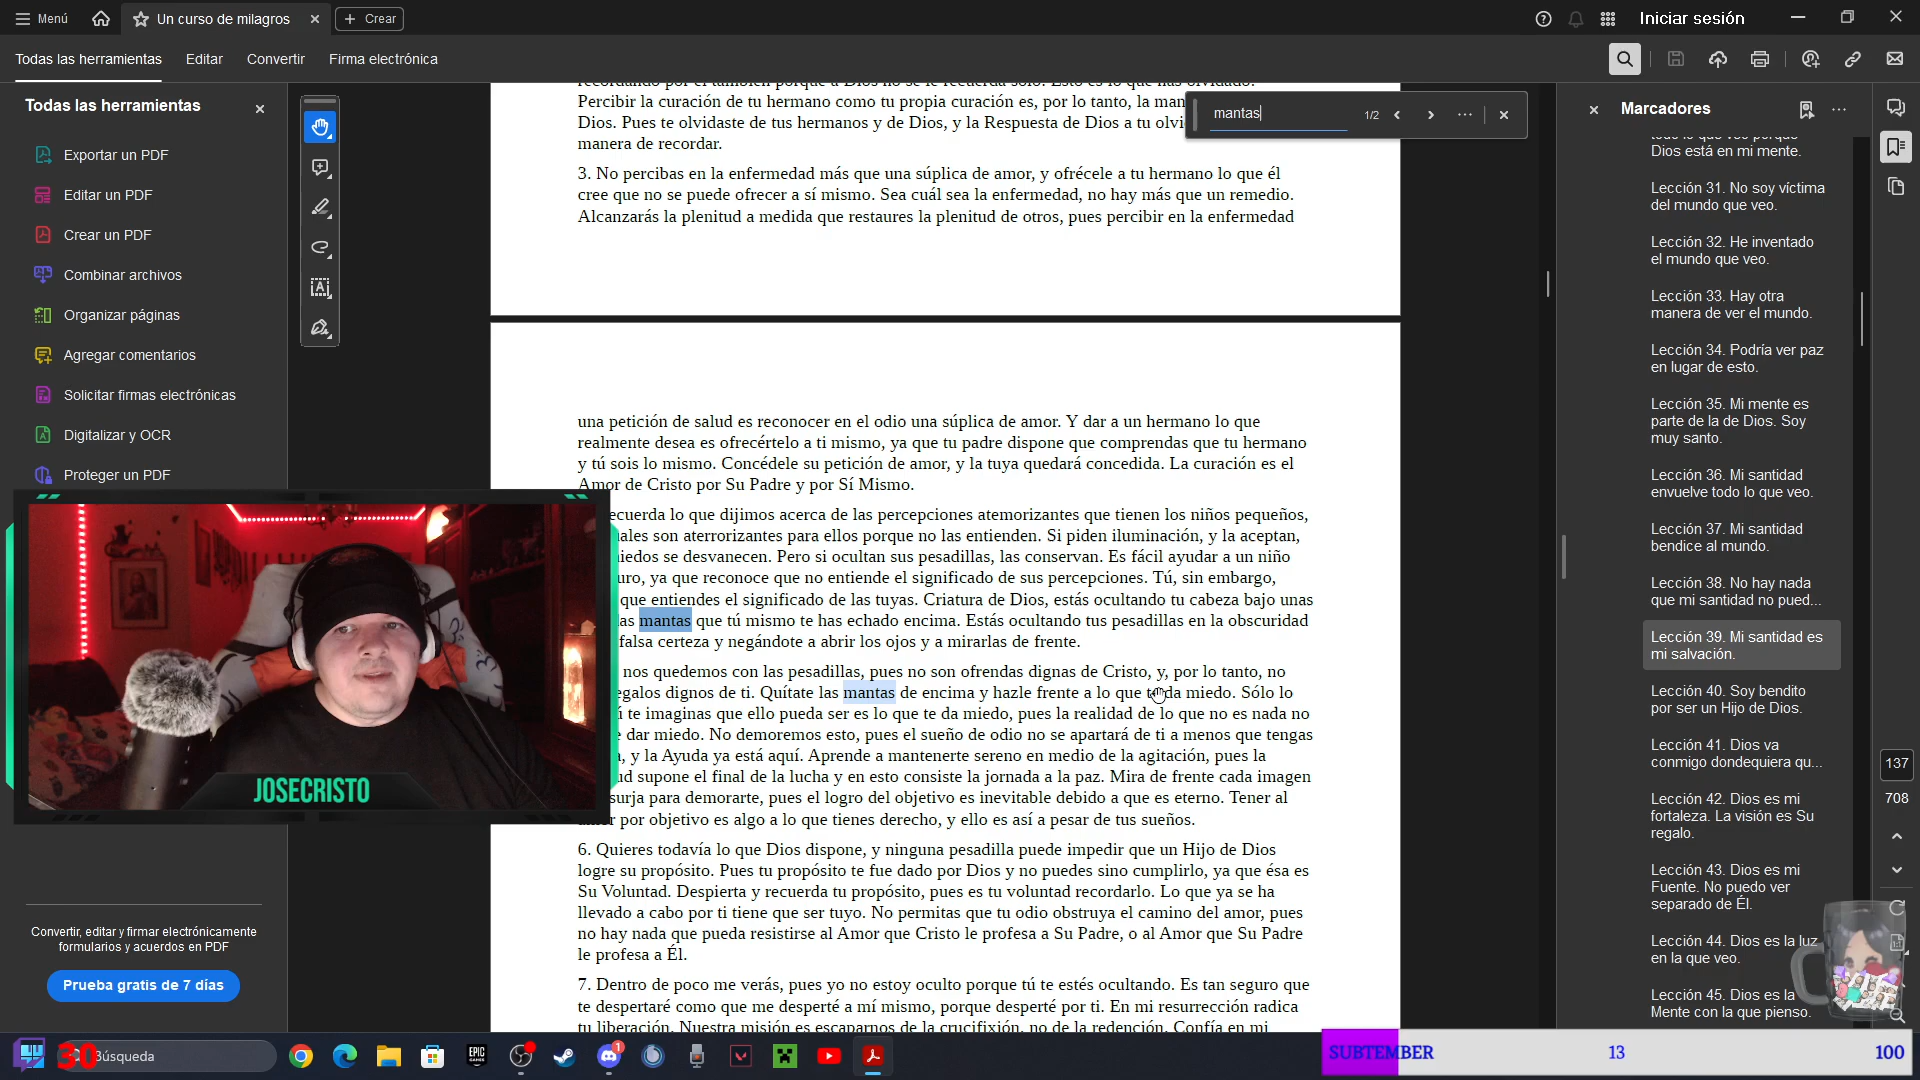 Menú
Un curso de milagros
Crear
Iniciar sesión
Todas las herramientas
Editar
Convertir
Firma electrónica
Todas las herramientas
Exportar un PDF
Editar un PDF
Crear un PDF
Combinar archivos
Organizar páginas
Agregar comentarios
Solicitar firmas electrónicas
Digitalizar y OCR
Proteger un PDF
Convertir, editar y firmar electrónicamente
formularios y acuerdos en PDF
Prueba gratis de 7 días
mantas
1/2
Percibir la curación de tu hermano como tu propia curación es, por lo tanto, la
Dios. Pues te olvidaste de tus hermanos y de Dios, y la Respuesta de Dios a tu
manera de recordar.
3. No percibas en la enfermedad más que una súplica de amor, y ofrécele a tu hermano lo que él
cree que no se puede ofrecer a sí mismo. Sea cuál sea la enfermedad, no hay más que un remedio.
Alcanzarás la plenitud a medida que restaures la plenitud de otros, pues percibir en la enfermedad
una petición de salud es reconocer en el odio una súplica de amor. Y dar a un hermano lo que
realmente desea es ofrecértelo a ti mismo, ya que tu padre dispone que comprendas que tu hermano
y tú sois lo mismo. Concédele su petición de amor, y la tuya quedará concedida. La curación es el
Amor de Cristo por Su Padre y por Sí Mismo.
ecuerda lo que dijimos acerca de las percepciones atemorizantes que tienen los niños pequeños,
ales son aterrorizantes para ellos porque no las entienden. Si piden iluminación, y la aceptan,
iedos se desvanecen. Pero si ocultan sus pesadillas, las conservan. Es fácil ayudar a un niño
uro, ya que reconoce que no entiende el significado de sus percepciones. Tú, sin embargo,
que entiendes el significado de las tuyas. Criatura de Dios, estás ocultando tu cabeza bajo unas
as mantas que tú mismo te has echado encima. Estás ocultando tus pesadillas en la obscuridad
falsa certeza y negándote a abrir los ojos y a mirarlas de frente.
nos quedemos con las pesadillas, pues no son ofrendas dignas de Cristo, y, por lo tanto, no
egalos dignos de ti. Quítate las mantas de encima y hazle frente a lo que te da miedo. Sólo lo
ú te imaginas que ello pueda ser es lo que te da miedo, pues la realidad de lo que no es nada no
dar miedo. No demoremos esto, pues el sueño de odio no se apartará de ti a menos que tengas
, y la Ayuda ya está aquí. Aprende a mantenerte sereno en medio de la agitación, pues la
ud supone el final de la lucha y en esto consiste la jornada a la paz. Mira de frente cada imagen
surja para demorarte, pues el logro del objetivo es inevitable debido a que es eterno. Tener al
por objetivo es algo a lo que tienes derecho, y ello es así a pesar de tus sueños.
6. Quieres todavía lo que Dios dispone, y ninguna pesadilla puede impedir que un Hijo de Dios
logre su propósito. Pues tu propósito te fue dado por Dios y no puedes sino cumplirlo, ya que ésa es
Su Voluntad. Despierta y recuerda tu propósito, pues es tu voluntad recordarlo. Lo que ya se ha
llevado a cabo por ti tiene que ser tuyo. No permitas que tu odio obstruya el camino del amor, pues
no hay nada que pueda resistirse al Amor que Cristo le profesa a Su Padre, o al Amor que Su Padre
le profesa a Él.
7. Dentro de poco me verás, pues yo no estoy oculto porque tú te estés ocultando. Es tan seguro que
te despertaré como que me desperté a mí mismo, porque desperté por ti. En mi resurrección radica
tu liberación. Nuestra misión es escaparnos de la crucifixión, no de la redención. Confía en mi
JOSECRISTO
Marcadores
todo lo que veo porque
Dios está en mi mente.
Lección 31. No soy víctima
del mundo que veo.
Lección 32. He inventado
el mundo que veo.
Lección 33. Hay otra
manera de ver el mundo.
Lección 34. Podría ver paz
en lugar de esto.
Lección 35. Mi mente es
parte de la de Dios. Soy
muy santo.
Lección 36. Mi santidad
envuelve todo lo que veo.
Lección 37. Mi santidad
bendice al mundo.
Lección 38. No hay nada
que mi santidad no pued...
Lección 39. Mi santidad es
mi salvación.
Lección 40. Soy bendito
por ser un Hijo de Dios.
Lección 41. Dios va
conmigo dondequiera qu...
Lección 42. Dios es mi
fortaleza. La visión es Su
regalo.
Lección 43. Dios es mi
Fuente. No puedo ver
separado de Él.
Lección 44. Dios es la luz
en la que veo.
Lección 45. Dios es la
Mente con la que pienso.
137
708
30
Búsqueda
EPIC
GAMES
1
SUBTEMBER
13
100